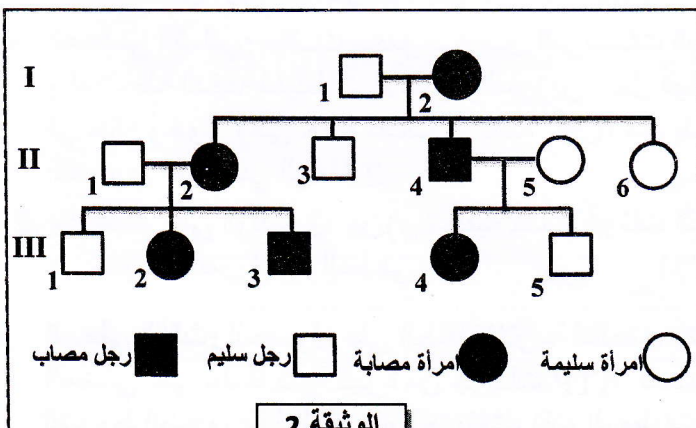 I
1 2
II
1 2 3 4 5 6
III
1 2 3 4 5
امرأة سليمة امرأة مصابة رجل سليم رجل مصاب
الوثيقة 2